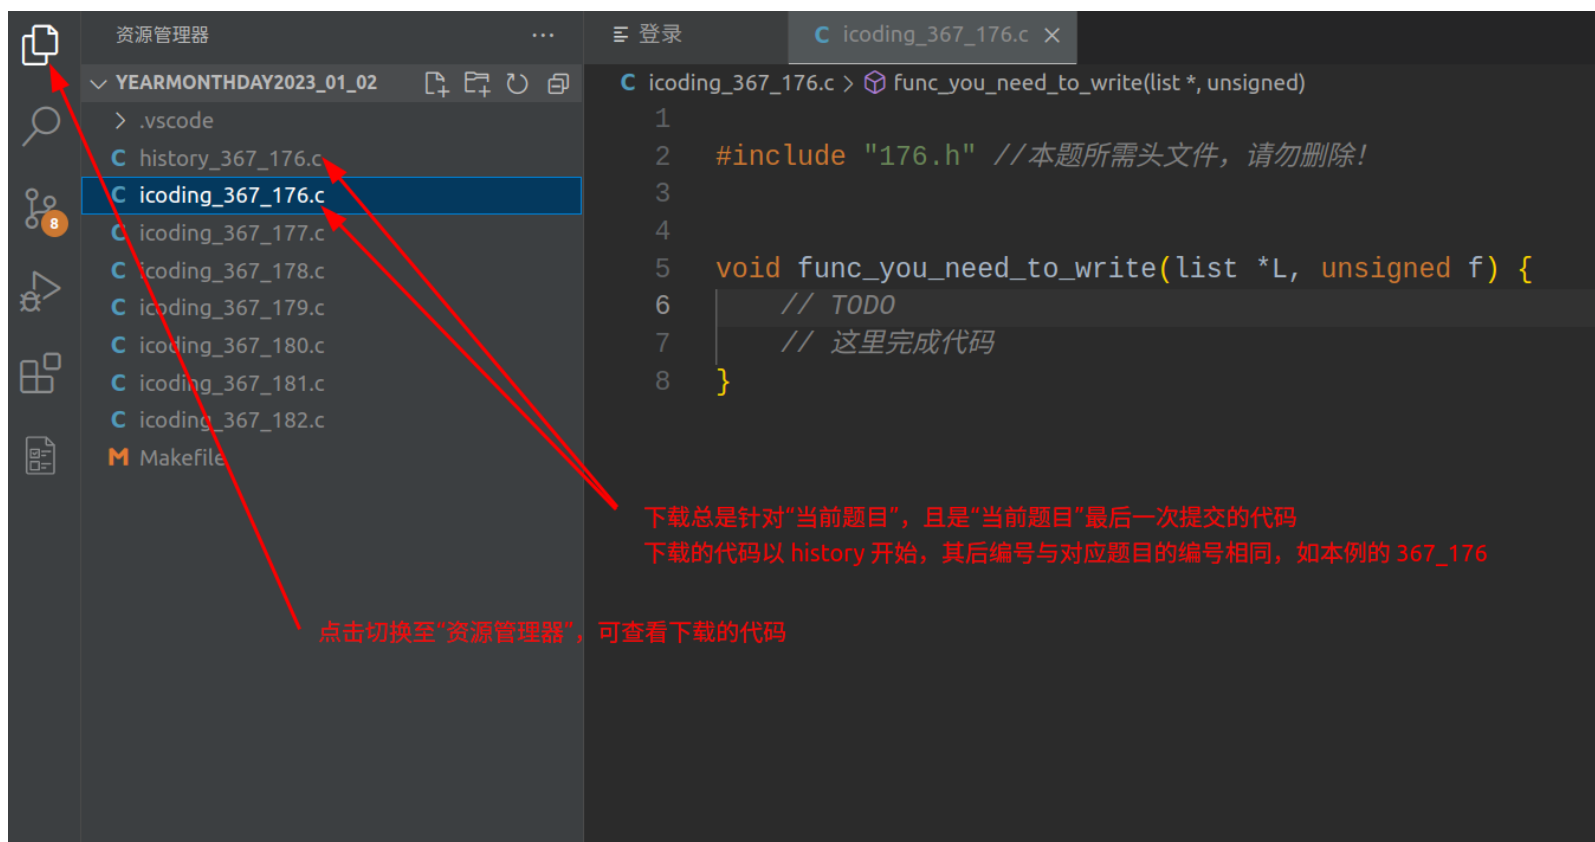 资源管理器 ···
登录
C icoding_367_176.c ×
YEARMONTHDAY2023_01_02
C icoding_367_176.c > func_you_need_to_write(list *, unsigned)
.vscode
C history_367_176.c
C icoding_367_176.c
C icoding_367_177.c
C icoding_367_178.c
C icoding_367_179.c
C icoding_367_180.c
C icoding_367_181.c
C icoding_367_182.c
M Makefile
8
1
2 #include "176.h" //本题所需头文件，请勿删除！
3
4
5 void func_you_need_to_write(list *L, unsigned f) {
6 // TODO
7 // 这里完成代码
8 }
下载总是针对“当前题目”，且是“当前题目”最后一次提交的代码
下载的代码以 history 开始，其后编号与对应题目的编号相同，如本例的 367_176
点击切换至“资源管理器”，可查看下载的代码